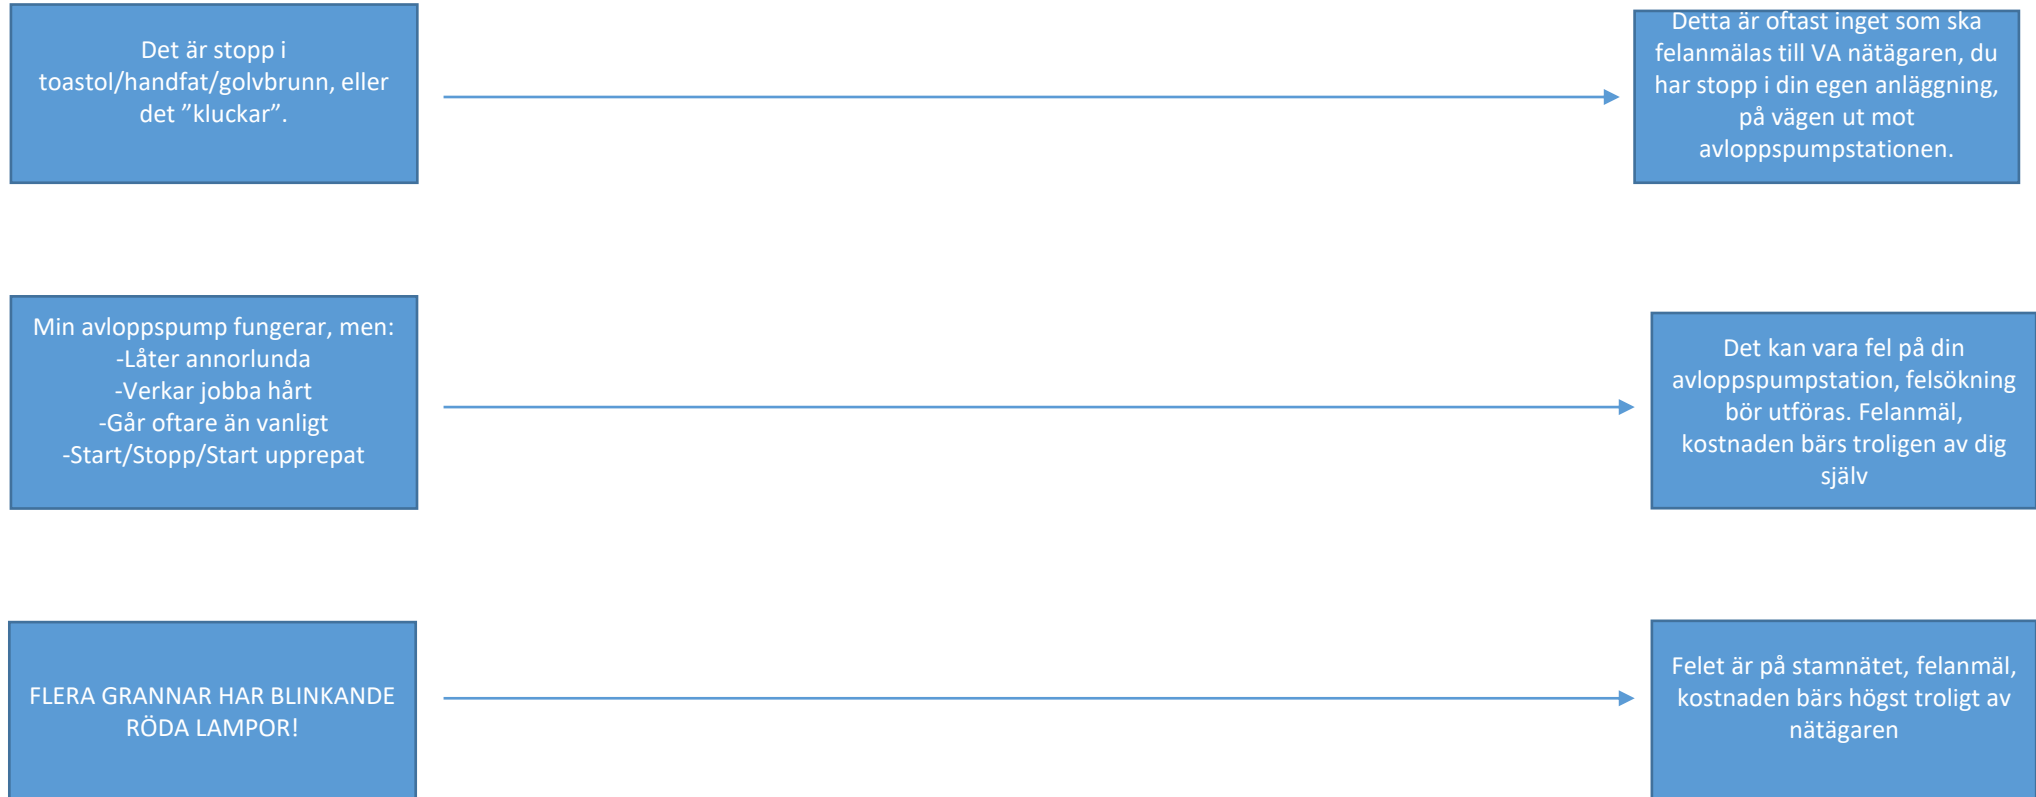 Det är stopp i
toastol/handfat/golvbrunn, eller
det ”kluckar”.
Detta är oftast inget som ska
felanmälas till VA nätägaren, du
har stopp i din egen anläggning,
på vägen ut mot
avloppspumpstationen.
Min avloppspump fungerar, men:
-Låter annorlunda
-Verkar jobba hårt
-Går oftare än vanligt
-Start/Stopp/Start upprepat
Det kan vara fel på din
avloppspumpstation, felsökning
bör utföras. Felanmäl,
kostnaden bärs troligen av dig
själv
FLERA GRANNAR HAR BLINKANDE
RÖDA LAMPOR!
Felet är på stamnätet, felanmäl,
kostnaden bärs högst troligt av
nätägaren